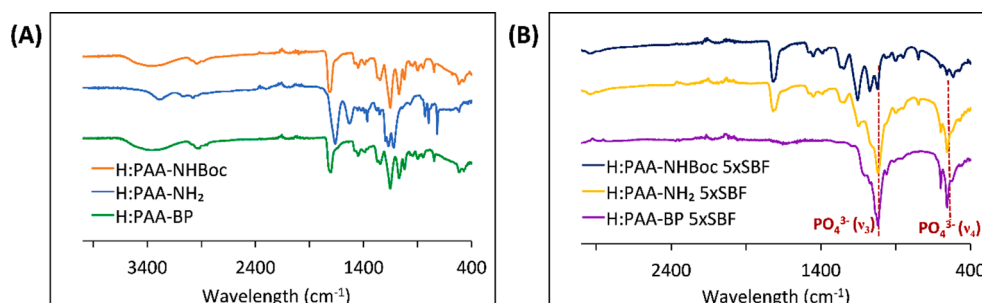 (A)
H:PAA-NHBoc
H:PAA-NH₂
H:PAA-BP
3400 2400 1400 400
Wavelength (cm⁻¹)
(B)
H:PAA-NHBoc 5xSBF
H:PAA-NH₂ 5xSBF
H:PAA-BP 5xSBF
PO₄³⁻ (ν₃) PO₄³⁻ (ν₄)
2400 1400 400
Wavelength (cm⁻¹)